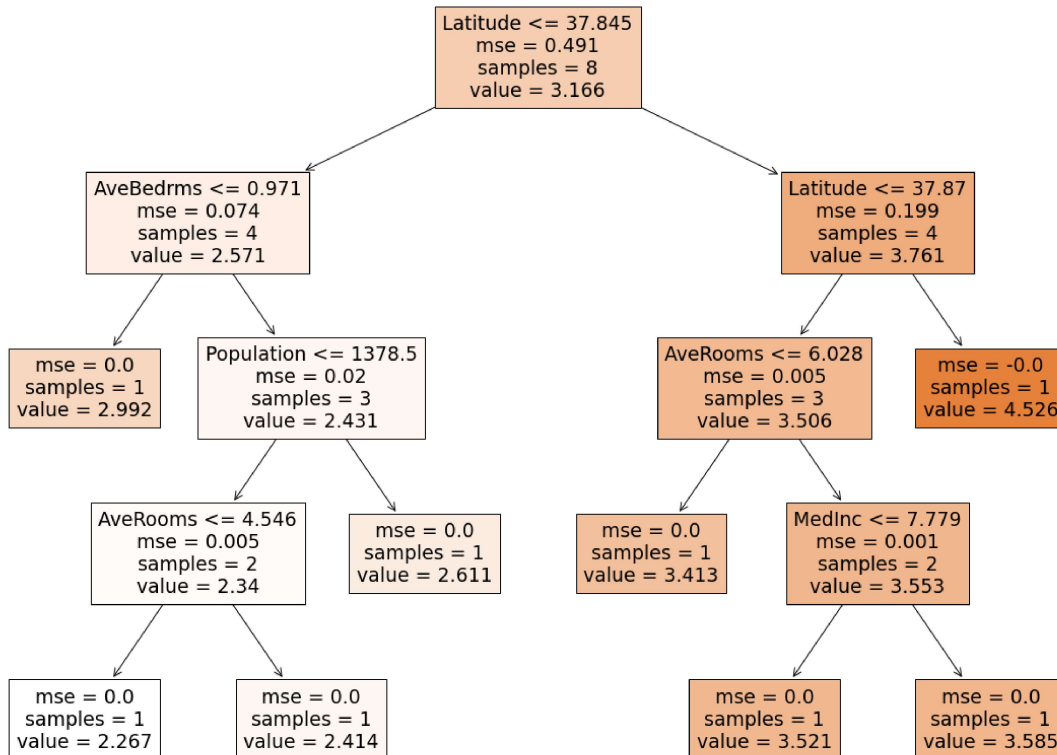 Latitude <= 37.845
mse = 0.491
samples = 8
value = 3.166
AveBedrms <= 0.971
mse = 0.074
samples = 4
value = 2.571
Latitude <= 37.87
mse = 0.199
samples = 4
value = 3.761
mse = 0.0
samples = 1
value = 2.992
Population <= 1378.5
mse = 0.02
samples = 3
value = 2.431
AveRooms <= 6.028
mse = 0.005
samples = 3
value = 3.506
mse = -0.0
samples = 1
value = 4.526
AveRooms <= 4.546
mse = 0.005
samples = 2
value = 2.34
mse = 0.0
samples = 1
value = 2.611
mse = 0.0
samples = 1
value = 3.413
MedInc <= 7.779
mse = 0.001
samples = 2
value = 3.553
mse = 0.0
samples = 1
value = 2.267
mse = 0.0
samples = 1
value = 2.414
mse = 0.0
samples = 1
value = 3.521
mse = 0.0
samples = 1
value = 3.585